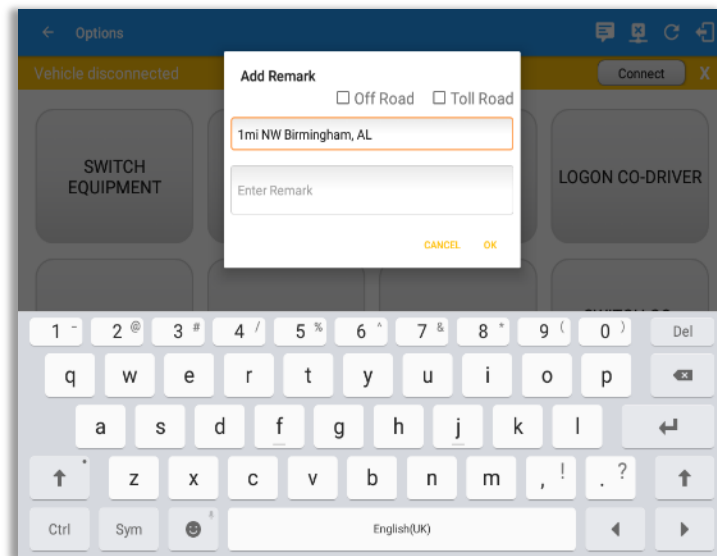 Options
Vehicle disconnected
Connect X
Add Remark
Off Road Toll Road
1mi NW Birmingham, AL
Enter Remark
CANCEL OK
SWITCH
EQUIPMENT
LOGON CO-DRIVER
1 - 2 @ 3 # 4 / 5 % 6 ^ 7 & 8 * 9 ( 0 ) Del
q w e r t y u i o p
a s d f g h j k l
z x c v b n m , ! . ?
Ctrl Sym English(UK)